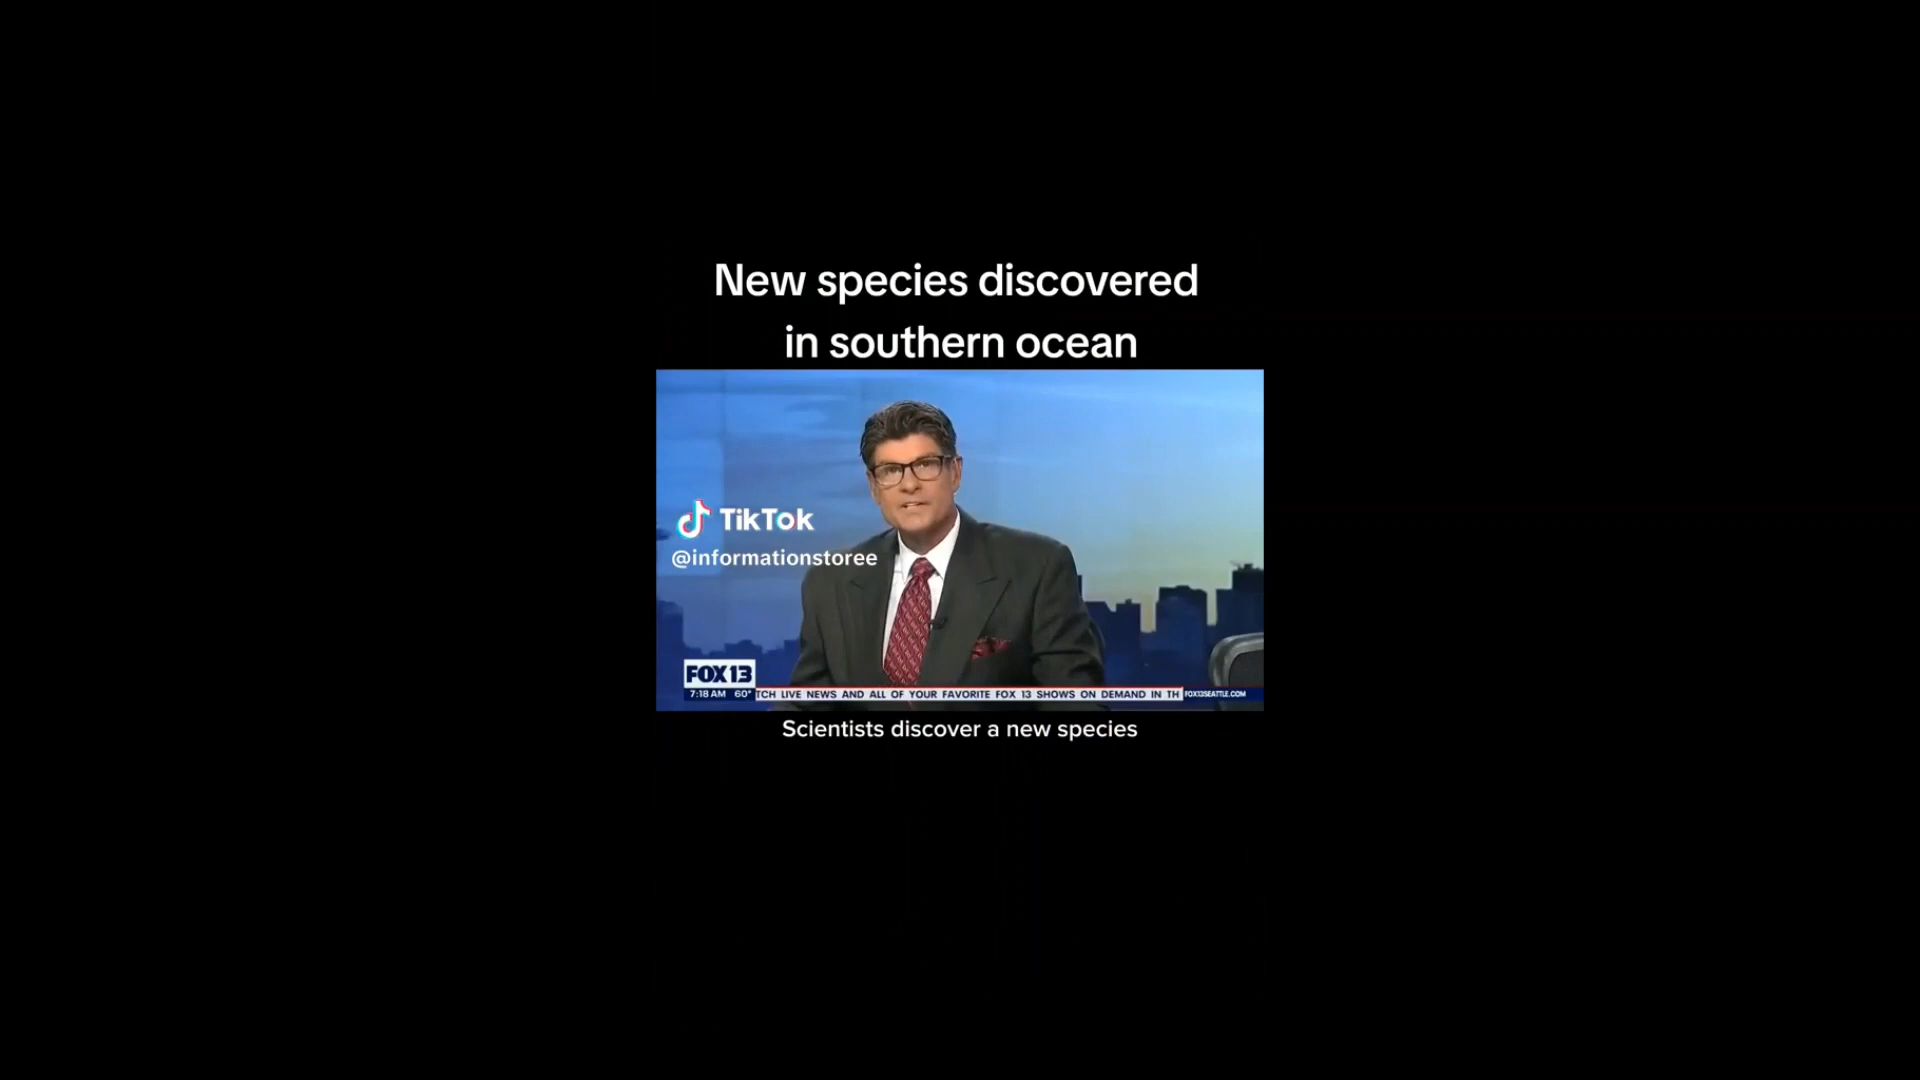 New species discovered
in southern ocean
TikTok
@informationstoree
FOX 13
7:18 AM 60°
TCH LIVE NEWS AND ALL OF YOUR FAVORITE FOX 13 SHOWS ON DEMAND IN TH
FOX13SEATTLE.COM
Scientists discover a new species